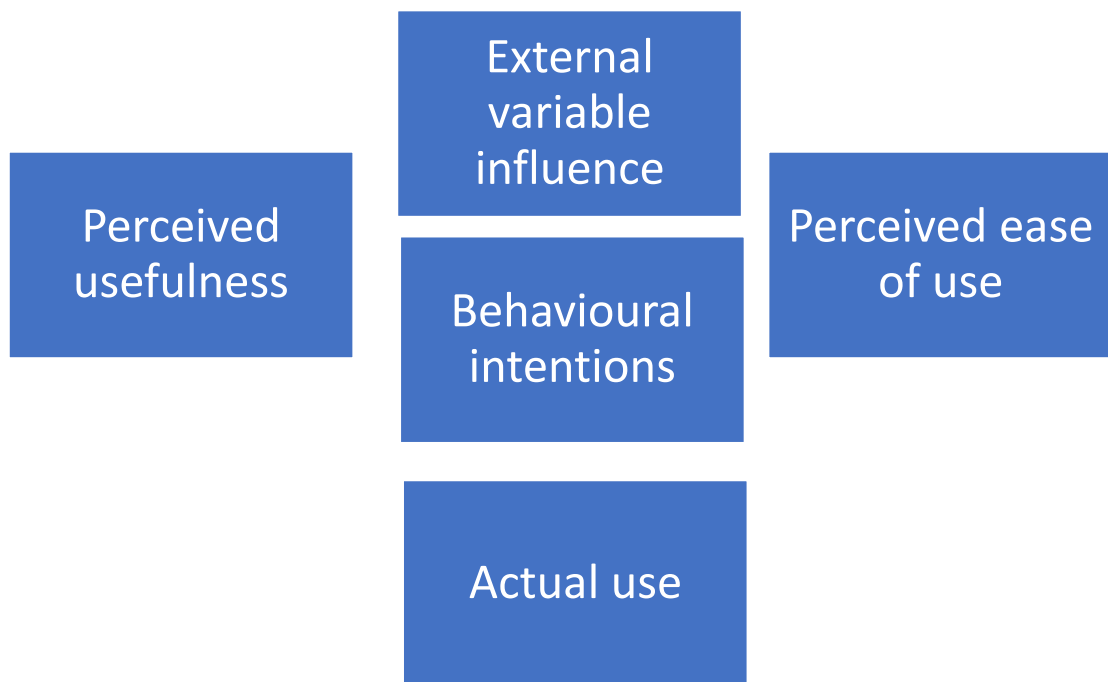 External
variable
influence
Perceived
usefulness
Perceived ease
of use
Behavioural
intentions
Actual use